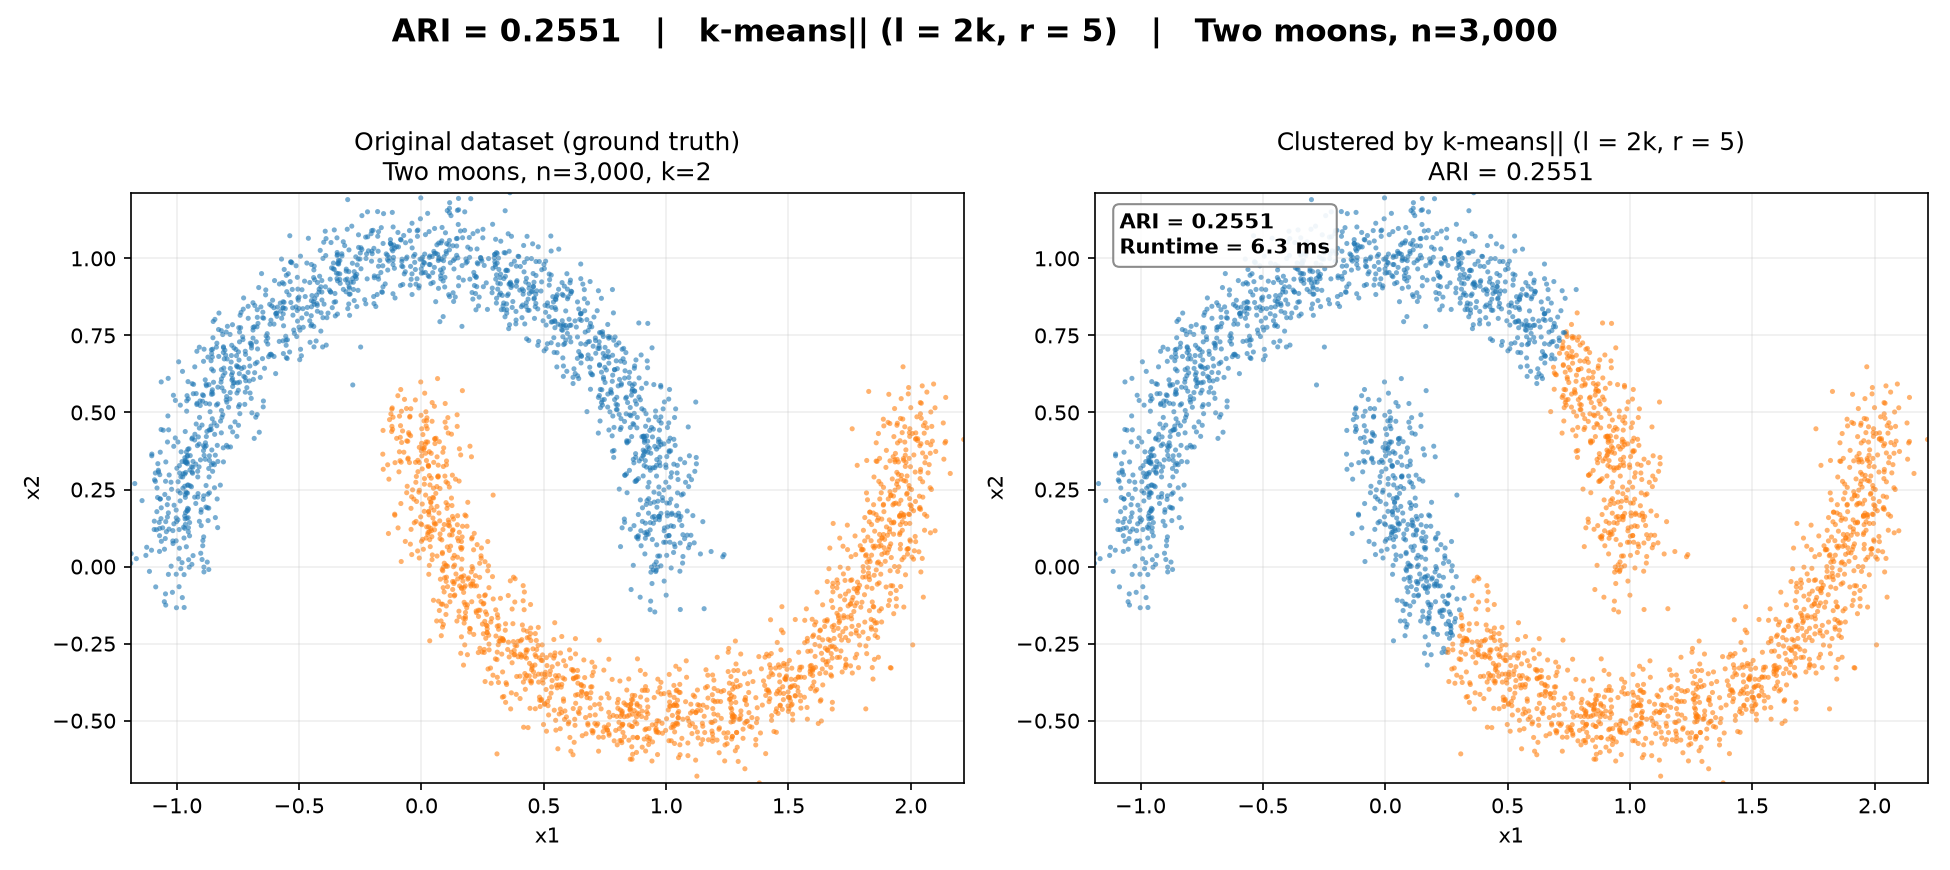 ARI = 0.2551 | k-means|| (l = 2k, r = 5) | Two moons, n=3,000
Original dataset (ground truth)
Two moons, n=3,000, k=2
1.00
0.75
0.50
0.25
0.00
−0.25
−0.50
x2
−1.0 −0.5 0.0 0.5 1.0 1.5 2.0
x1
Clustered by k-means|| (l = 2k, r = 5)
ARI = 0.2551
ARI = 0.2551
Runtime = 6.3 ms
1.00
0.75
0.50
0.25
0.00
−0.25
−0.50
x2
−1.0 −0.5 0.0 0.5 1.0 1.5 2.0
x1